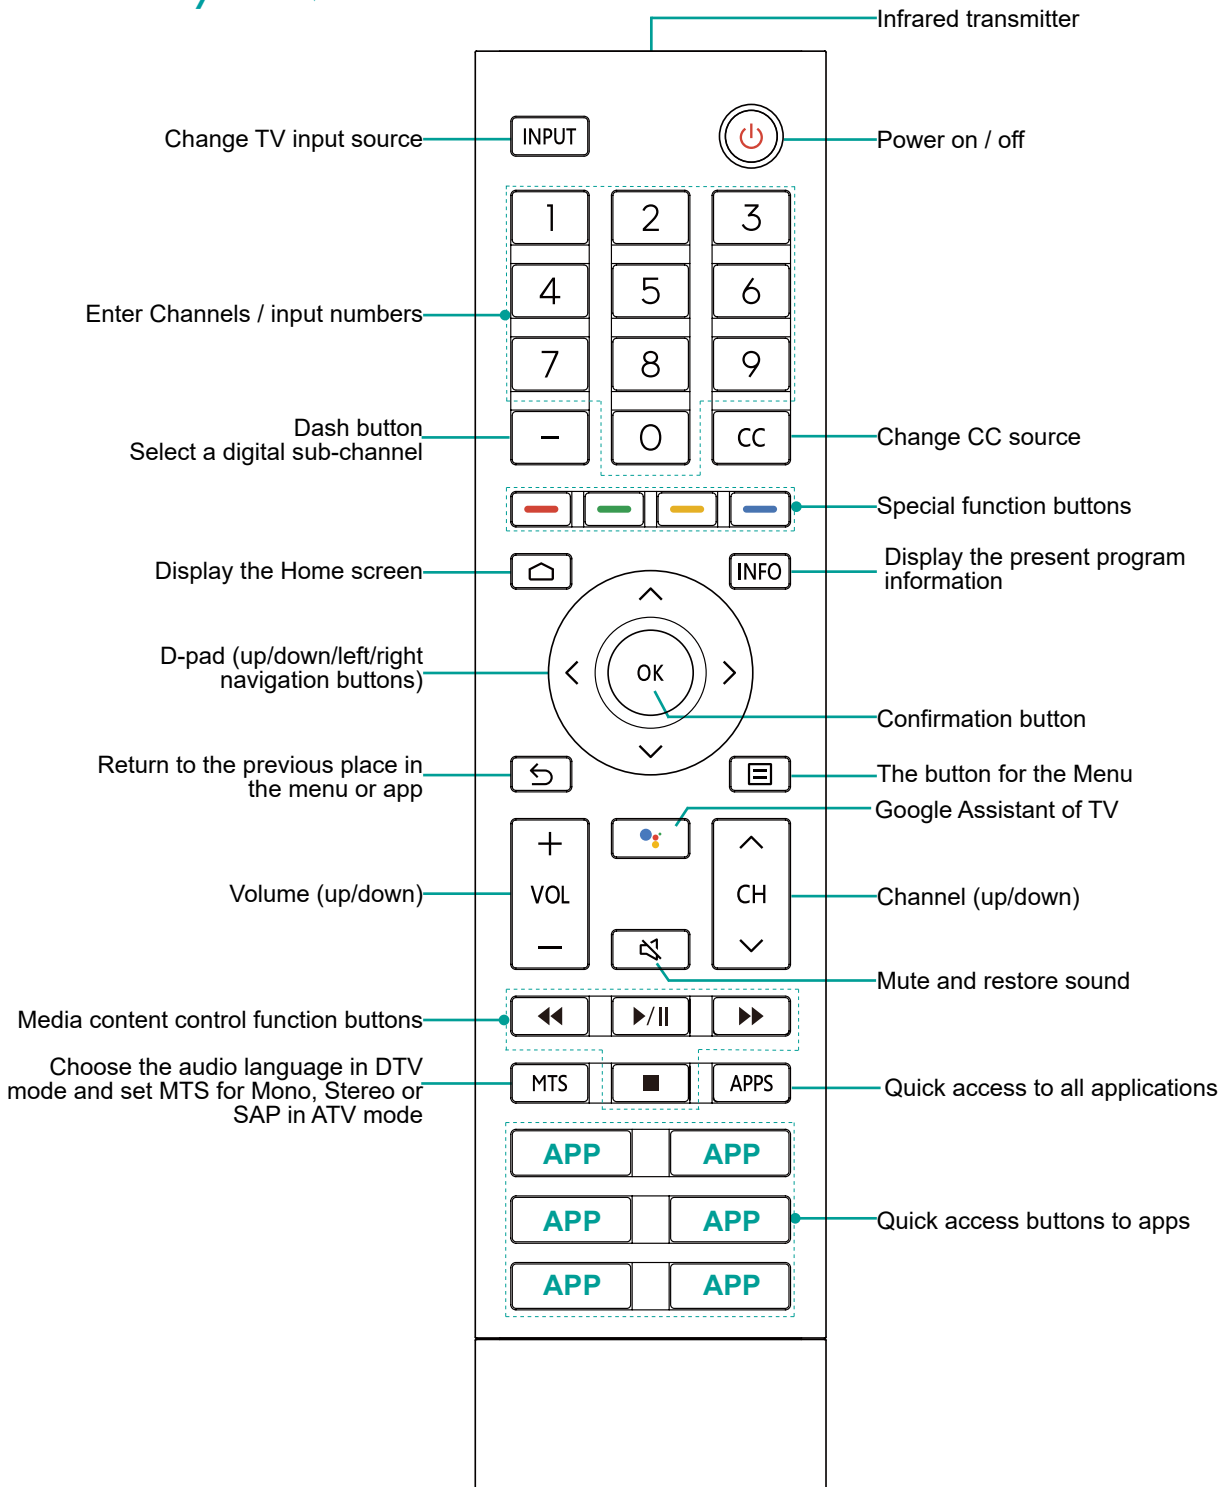 Infrared transmitter
Change TV input source
INPUT
Power on / off
1 2 3
4 5 6
Enter Channels / input numbers
7 8 9
Dash button
Select a digital sub-channel
– 0 CC
Change CC source
Special function buttons
Display the Home screen
INFO
Display the present program
information
D-pad (up/down/left/right
navigation buttons)
OK
Confirmation button
Return to the previous place in
the menu or app
The button for the Menu
Google Assistant of TV
Volume (up/down)
+
VOL
–
CH
Channel (up/down)
Mute and restore sound
Media content control function buttons
Choose the audio language in DTV
mode and set MTS for Mono, Stereo or
SAP in ATV mode
MTS
APPS
Quick access to all applications
APP APP
APP APP
Quick access buttons to apps
APP APP